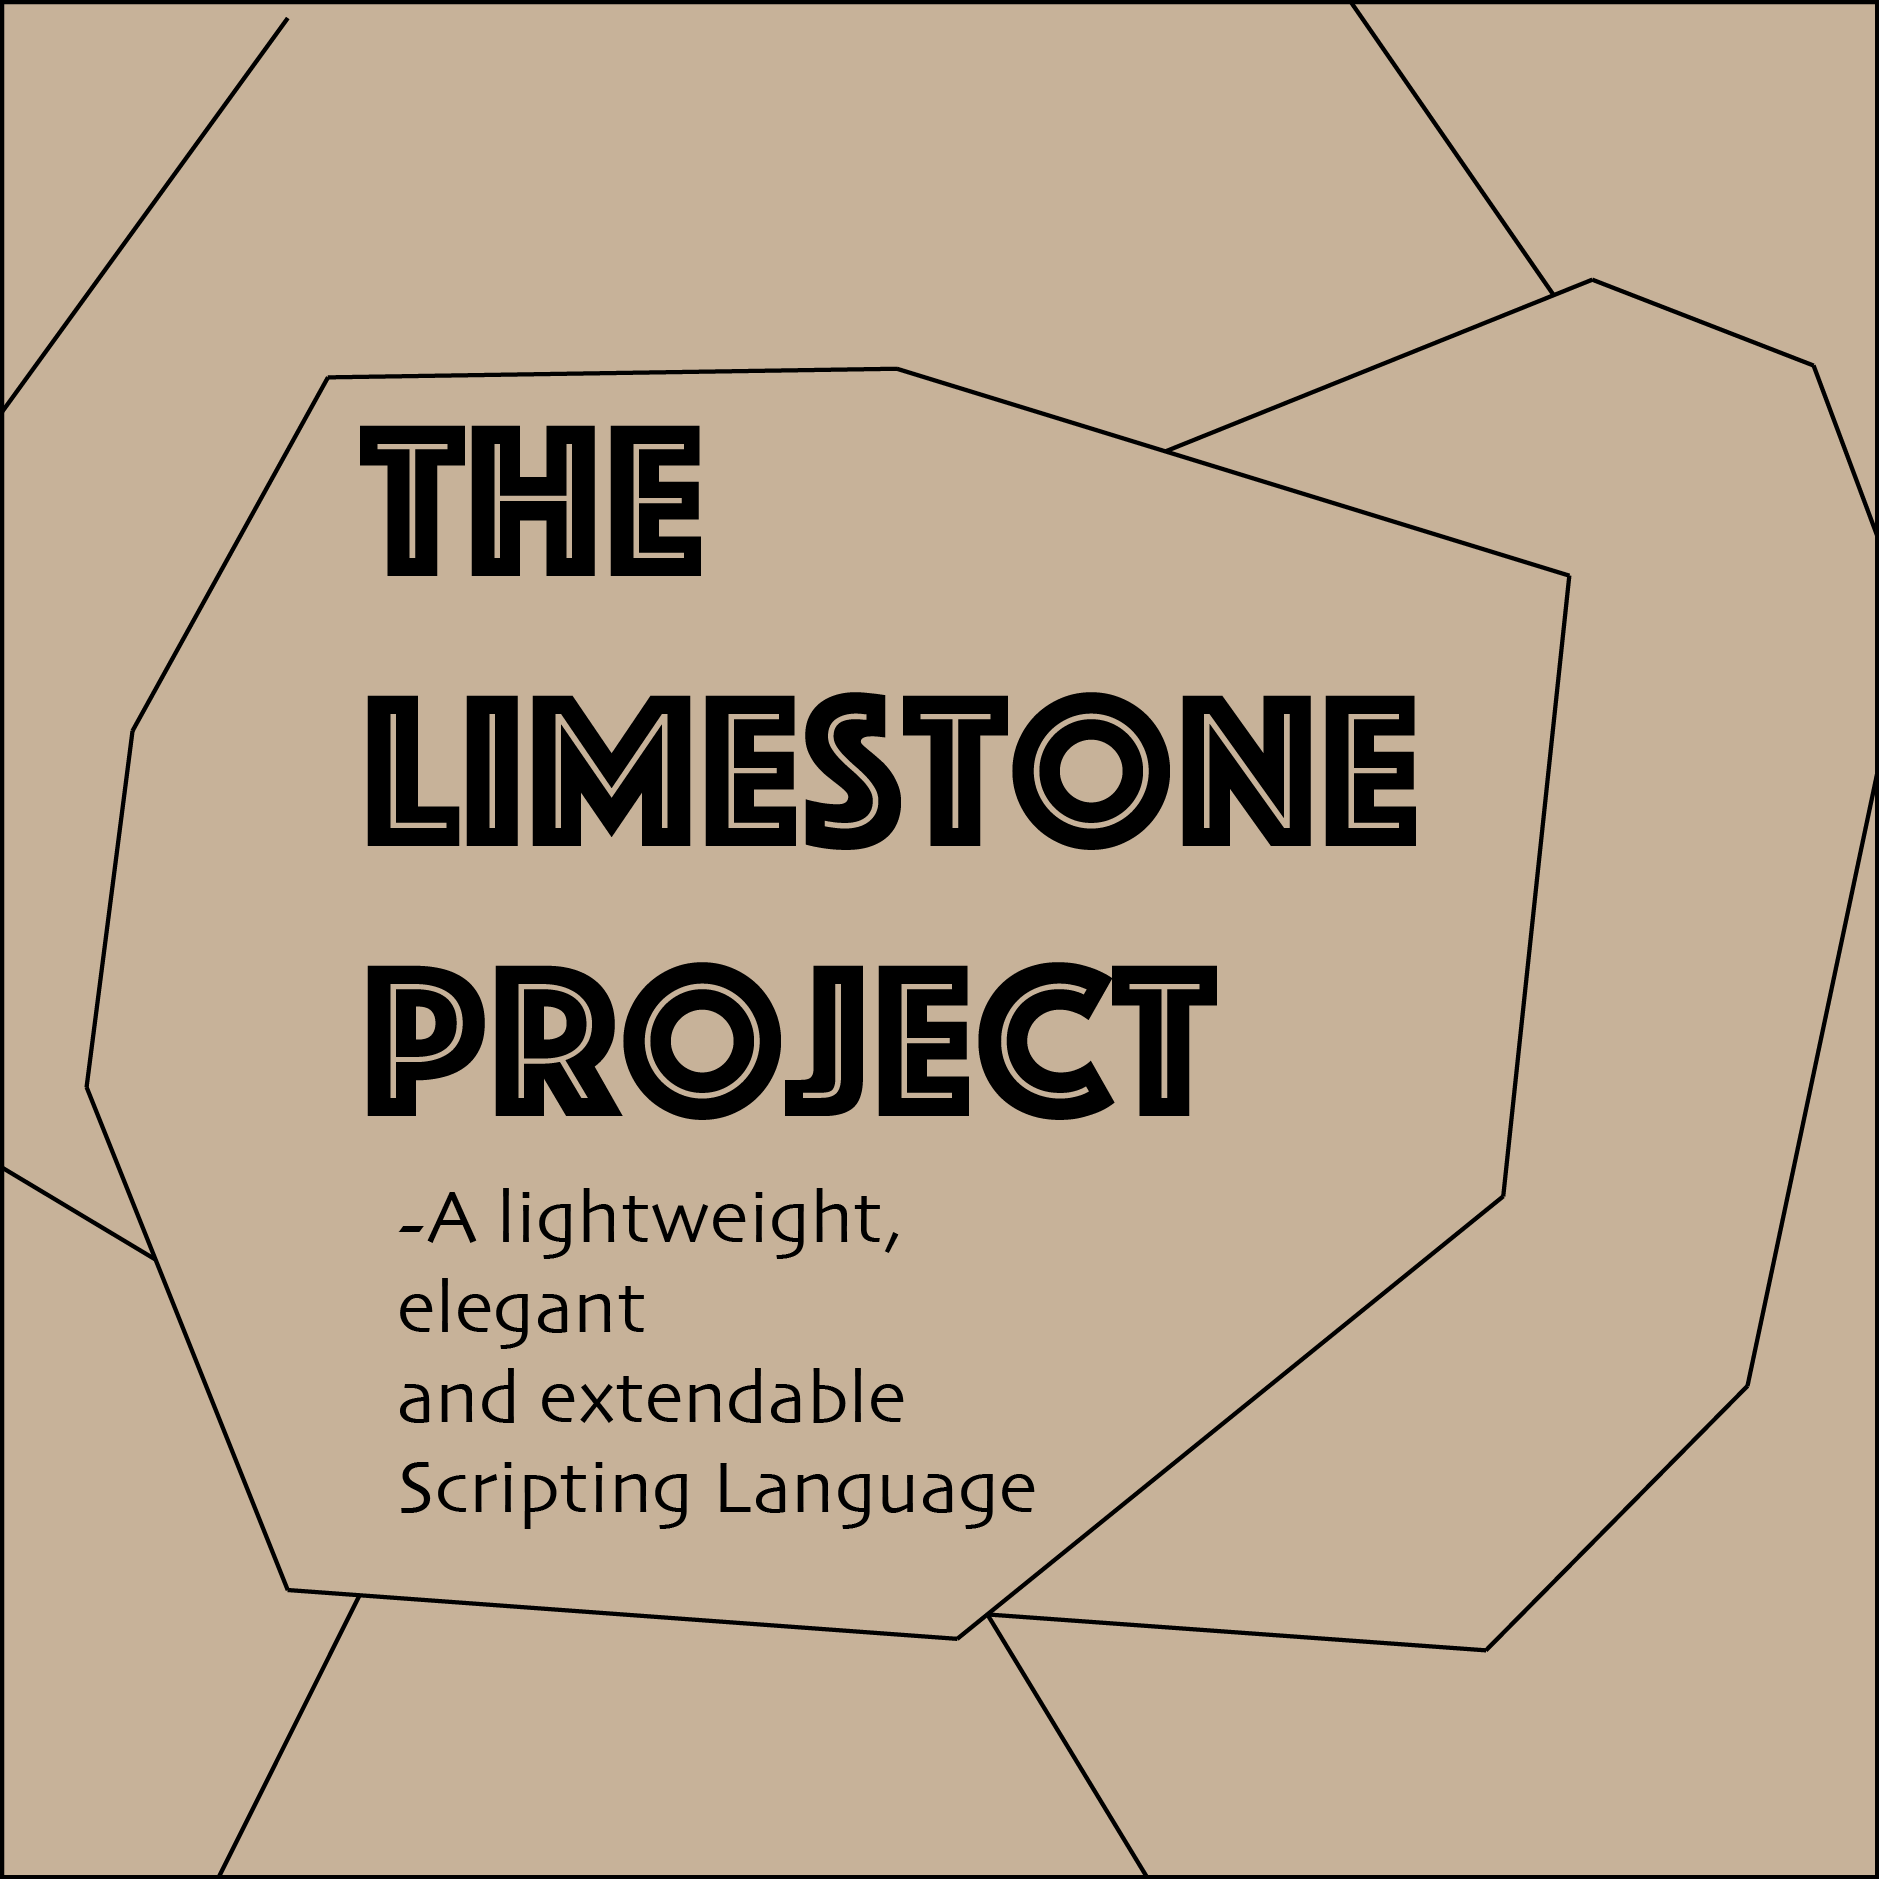 THE
LIMESTONE
PROJECT
-A lightweight,
elegant
and extendable
Scripting Language